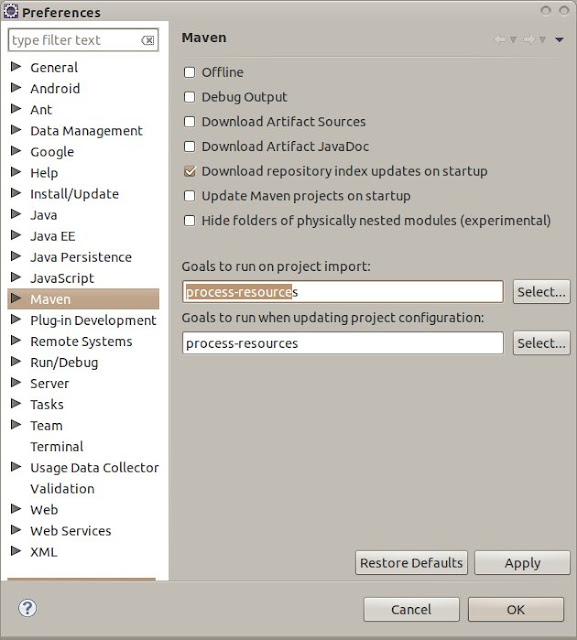 Preferences
type filter text
General
Android
Ant
Data Management
Google
Help
Install/Update
Java
Java EE
Java Persistence
JavaScript
Maven
Plug-in Development
Remote Systems
Run/Debug
Server
Tasks
Team
Terminal
Usage Data Collector
Validation
Web
Web Services
XML
Maven
Offline
Debug Output
Download Artifact Sources
Download Artifact JavaDoc
Download repository index updates on startup
Update Maven projects on startup
Hide folders of physically nested modules (experimental)
Goals to run on project import:
process-resources
Select...
Goals to run when updating project configuration:
process-resources
Select...
Restore Defaults
Apply
?
Cancel
OK